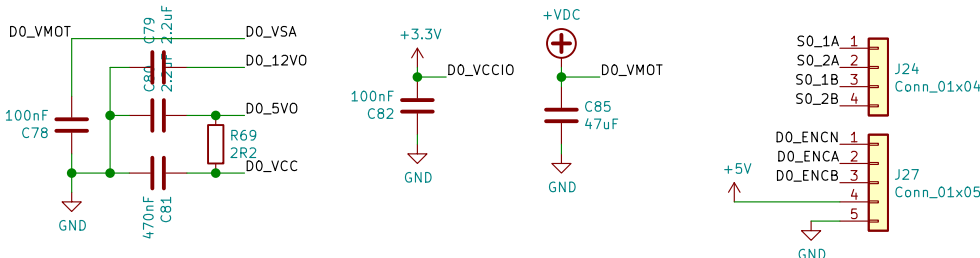 D0_VMOT
C79
2.2uF
D0_VSA
C80
2.2uF
D0_12VO
100nF
C78
D0_5VO
R69
2R2
D0_VCC
470nF
C81
GND
+3.3V
D0_VCCIO
100nF
C82
GND
+VDC
D0_VMOT
C85
47uF
GND
S0_1A 1
S0_2A 2
S0_1B 3
S0_2B 4
J24
Conn_01x04
D0_ENCN 1
D0_ENCA 2
D0_ENCB 3
+5V 4
5
J27
Conn_01x05
GND